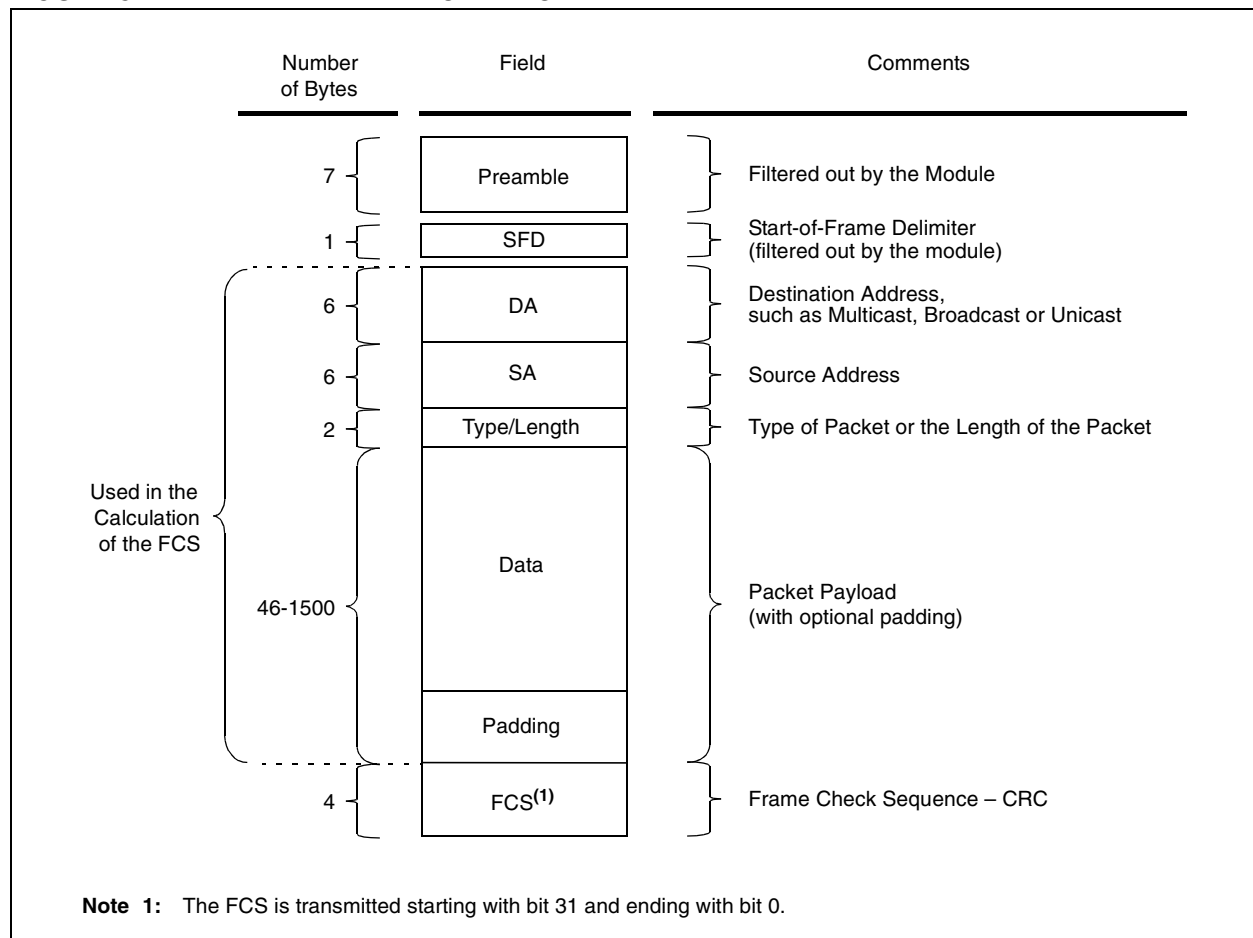 Number
of Bytes
Field
Comments
7
Preamble
Filtered out by the Module
1
SFD
Start-of-Frame Delimiter
(filtered out by the module)
6
DA
Destination Address,
such as Multicast, Broadcast or Unicast
6
SA
Source Address
2
Type/Length
Type of Packet or the Length of the Packet
Used in the
Calculation
of the FCS
46-1500
Data
Padding
Packet Payload
(with optional padding)
4
FCS(1)
Frame Check Sequence – CRC
Note 1: The FCS is transmitted starting with bit 31 and ending with bit 0.